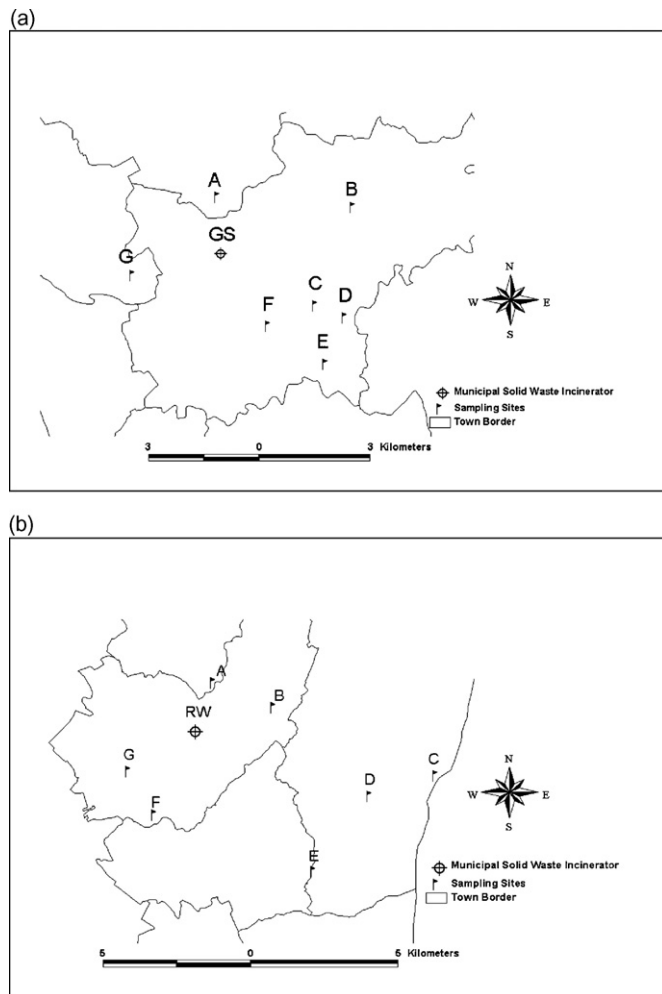 (a)
A
B
GS
G
C
D
F
E
N
W E
S
Municipal Solid Waste Incinerator
Sampling Sites
Town Border
3 0 3 Kilometers
(b)
A
B
RW
G
C
D
F
E
N
W E
S
Municipal Solid Waste Incinerator
Sampling Sites
Town Border
5 0 5 Kilometers